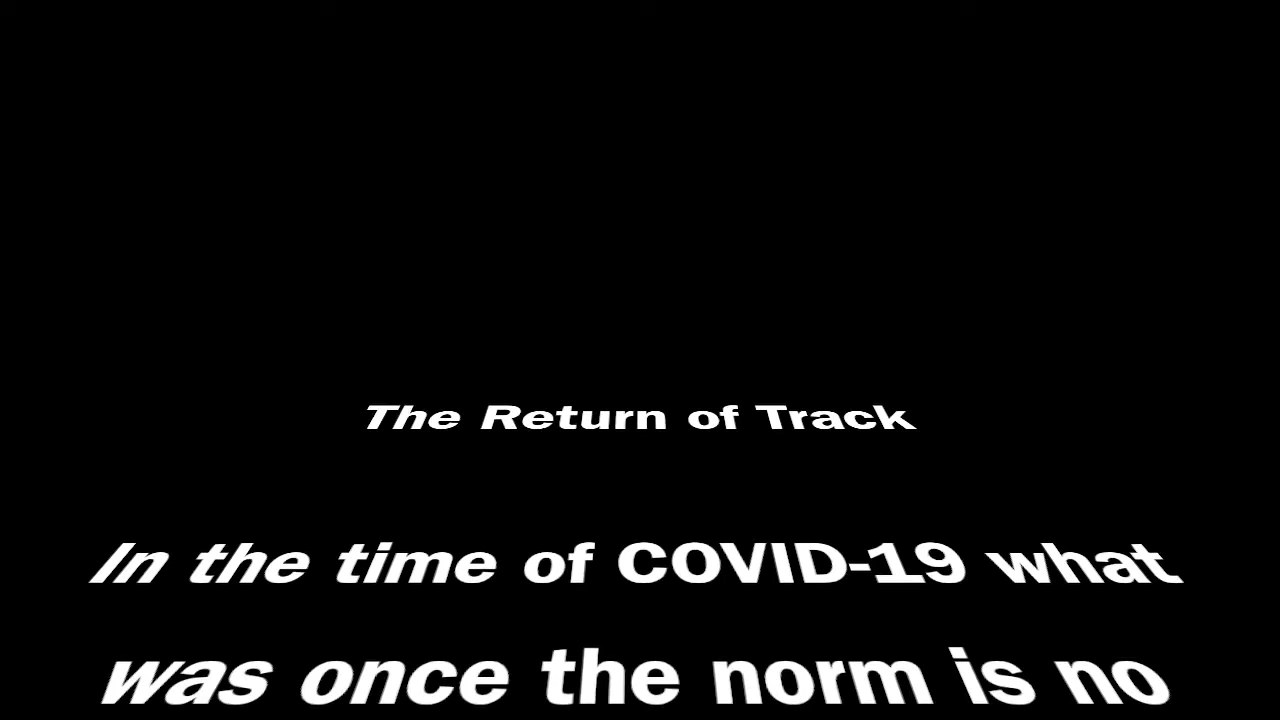 The Return of Track
In the time of COVID-19 what
was once the norm is no